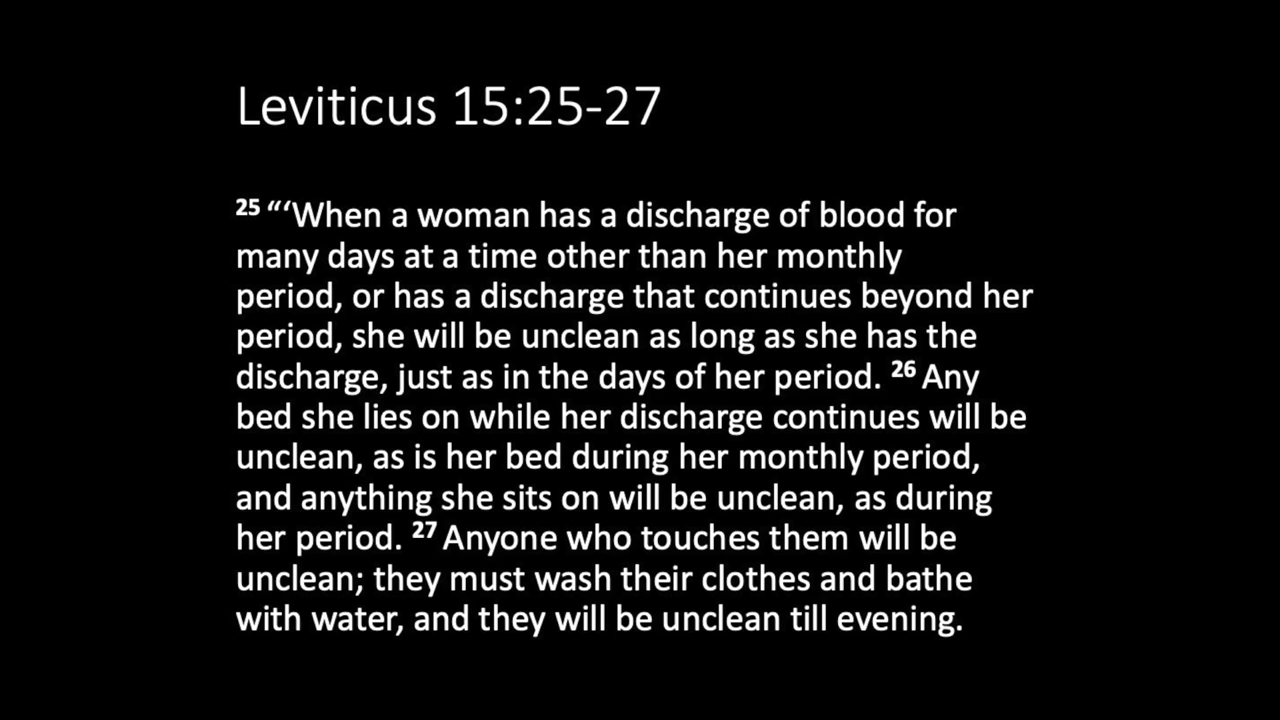 Leviticus 15:25-27
25 “‘When a woman has a discharge of blood for
many days at a time other than her monthly
period, or has a discharge that continues beyond her
period, she will be unclean as long as she has the
discharge, just as in the days of her period. 26 Any
bed she lies on while her discharge continues will be
unclean, as is her bed during her monthly period,
and anything she sits on will be unclean, as during
her period. 27 Anyone who touches them will be
unclean; they must wash their clothes and bathe
with water, and they will be unclean till evening.